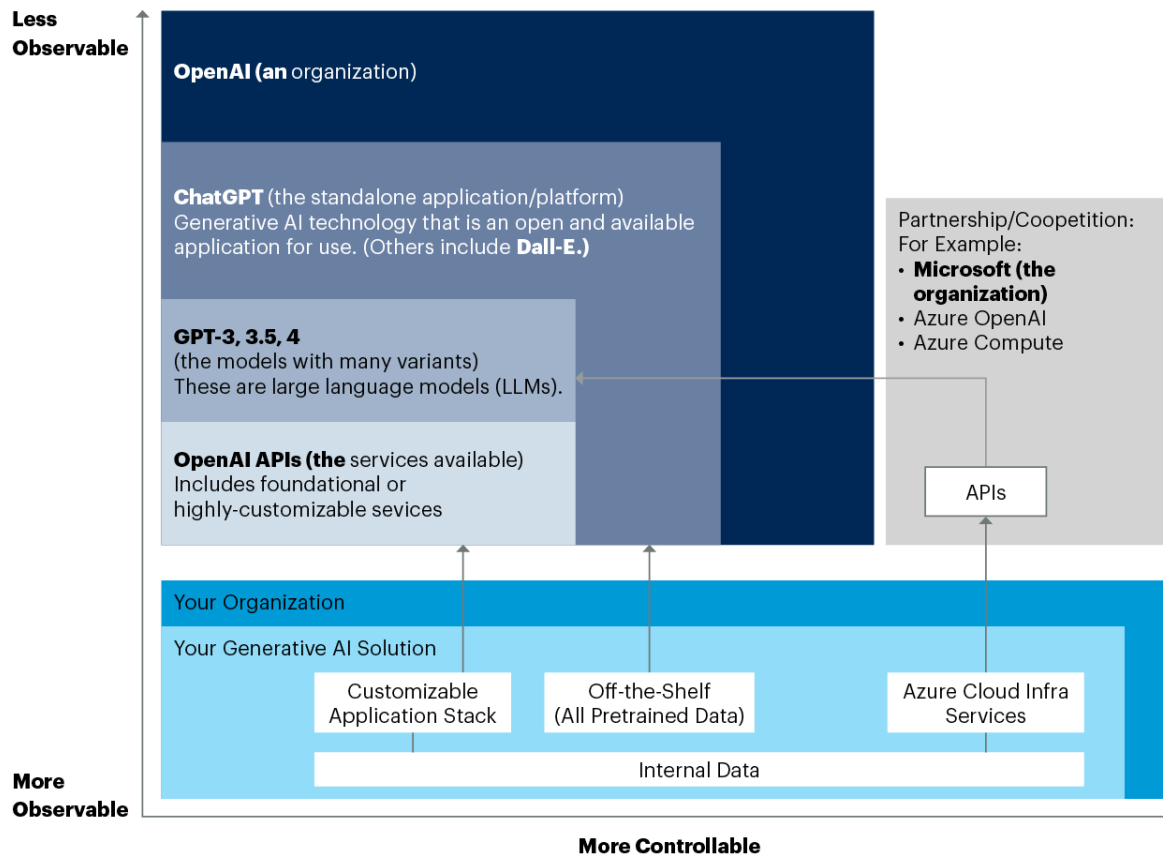 Less
Observable
OpenAI (an organization)
ChatGPT (the standalone application/platform)
Generative AI technology that is an open and available
application for use. (Others include Dall-E.)
GPT-3, 3.5, 4
(the models with many variants)
These are large language models (LLMs).
OpenAI APIs (the services available)
Includes foundational or
highly-customizable sevices
Partnership/Coopetition:
For Example:
• Microsoft (the
organization)
• Azure OpenAI
• Azure Compute
APIs
Your Organization
Your Generative AI Solution
Customizable
Application Stack
Off-the-Shelf
(All Pretrained Data)
Azure Cloud Infra
Services
Internal Data
More
Observable
More Controllable